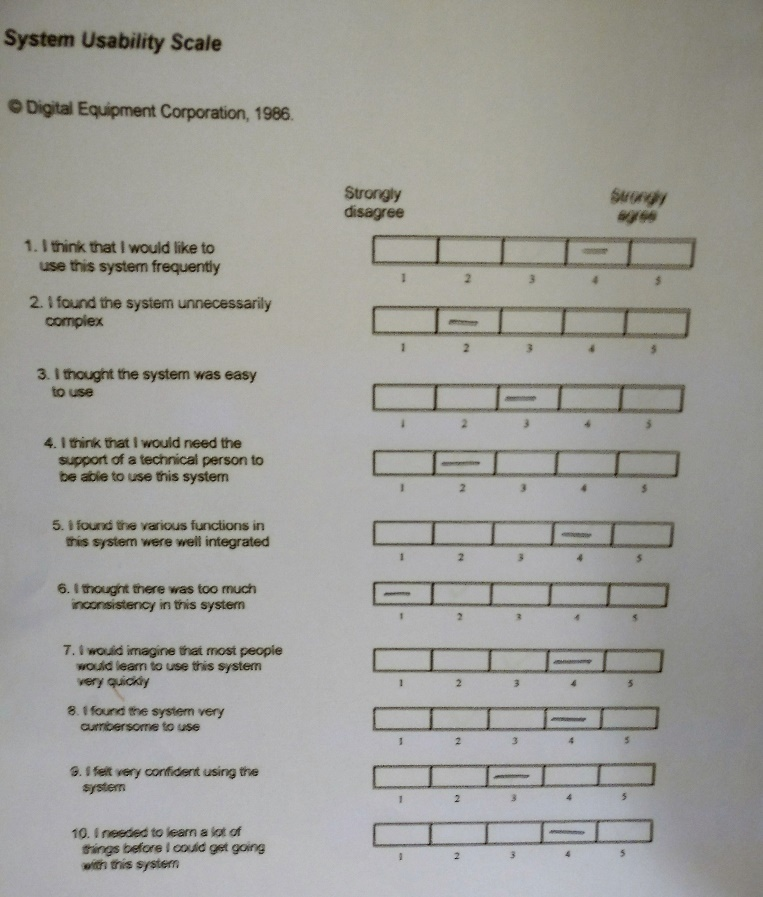 System Usability Scale
© Digital Equipment Corporation, 1986.
Strongly disagree
Strongly agree
1. I think that I would like to
use this system frequently
1 2 3 4 5
2. I found the system unnecessarily
complex
1 2 3 4 5
3. I thought the system was easy
to use
1 2 3 4 5
4. I think that I would need the
support of a technical person to
be able to use this system
1 2 3 4 5
5. I found the various functions in
this system were well integrated
1 2 3 4 5
6. I thought there was too much
inconsistency in this system
1 2 3 4 5
7. I would imagine that most people
would learn to use this system
very quickly
1 2 3 4 5
8. I found the system very
cumbersome to use
1 2 3 4 5
9. I felt very confident using the
system
1 2 3 4 5
10. I needed to learn a lot of
things before I could get going
with this system
1 2 3 4 5